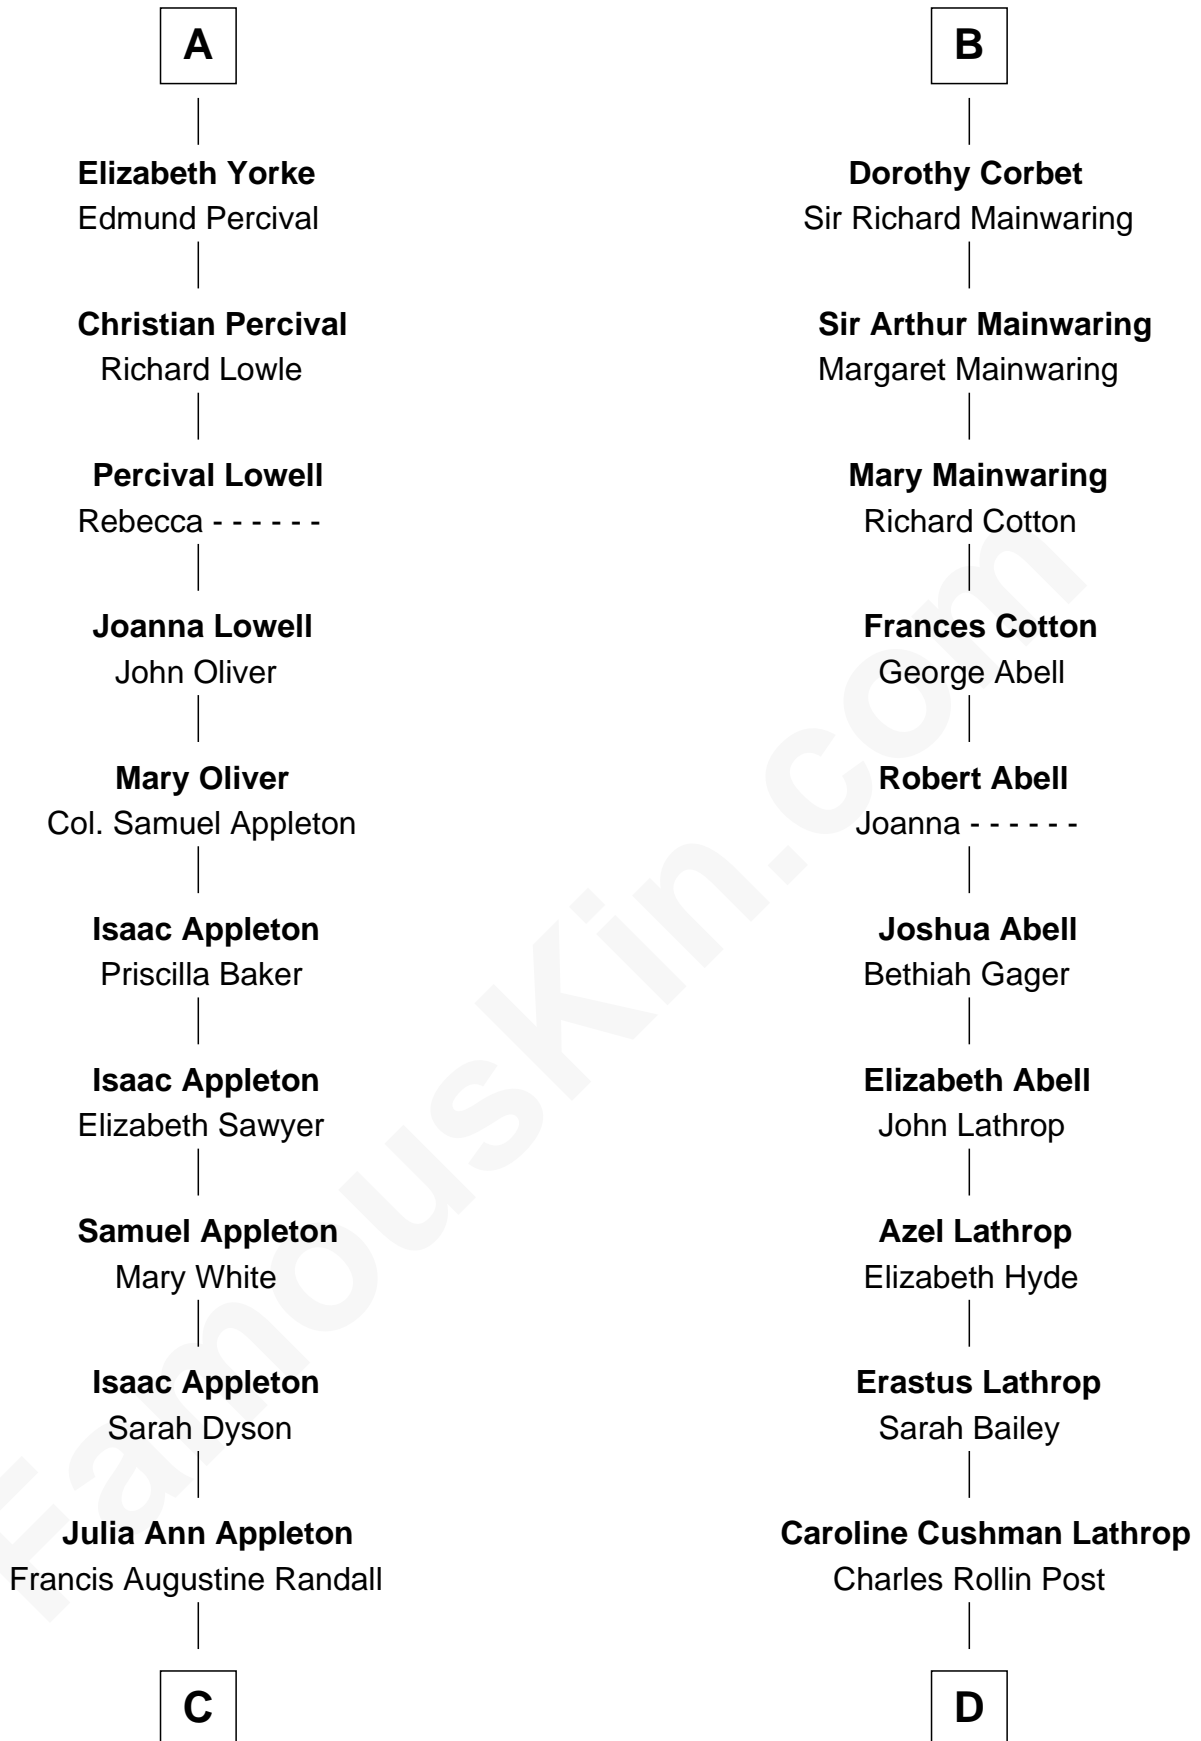 A
Elizabeth Yorke
Edmund Percival
Christian Percival
Richard Lowle
Percival Lowell
Rebecca - - - - - -
Joanna Lowell
John Oliver
Mary Oliver
Col. Samuel Appleton
Isaac Appleton
Priscilla Baker
Isaac Appleton
Elizabeth Sawyer
Samuel Appleton
Mary White
Isaac Appleton
Sarah Dyson
Julia Ann Appleton
Francis Augustine Randall
C
B
Dorothy Corbet
Sir Richard Mainwaring
Sir Arthur Mainwaring
Margaret Mainwaring
Mary Mainwaring
Richard Cotton
Frances Cotton
George Abell
Robert Abell
Joanna - - - - - -
Joshua Abell
Bethiah Gager
Elizabeth Abell
John Lathrop
Azel Lathrop
Elizabeth Hyde
Erastus Lathrop
Sarah Bailey
Caroline Cushman Lathrop
Charles Rollin Post
D
FamousKin.com